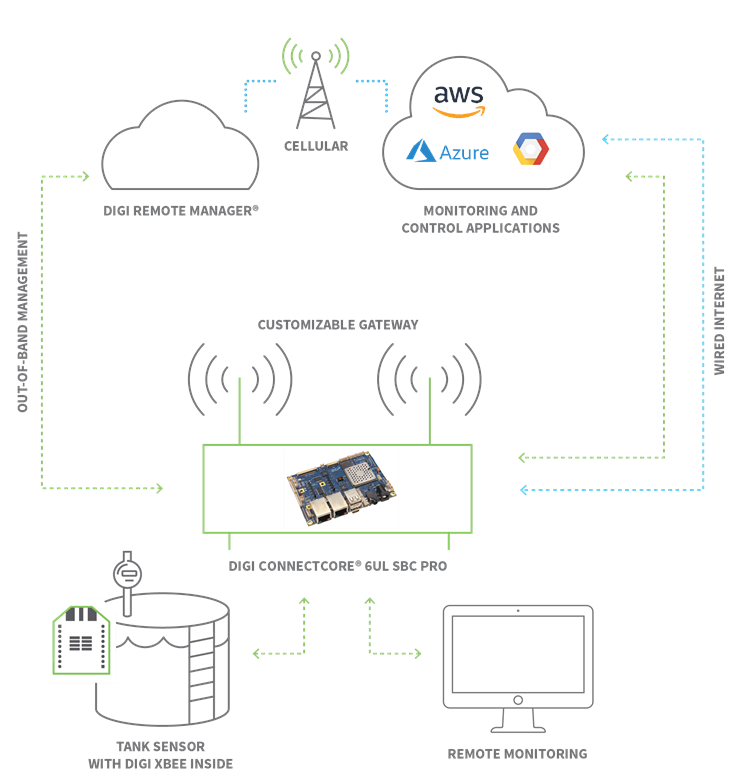 CELLULAR
aws
Azure
DIGI REMOTE MANAGER®
MONITORING AND
CONTROL APPLICATIONS
OUT-OF-BAND MANAGEMENT
WIRED INTERNET
CUSTOMIZABLE GATEWAY
DIGI CONNECTCORE® 6UL SBC PRO
TANK SENSOR
WITH DIGI XBEE INSIDE
REMOTE MONITORING